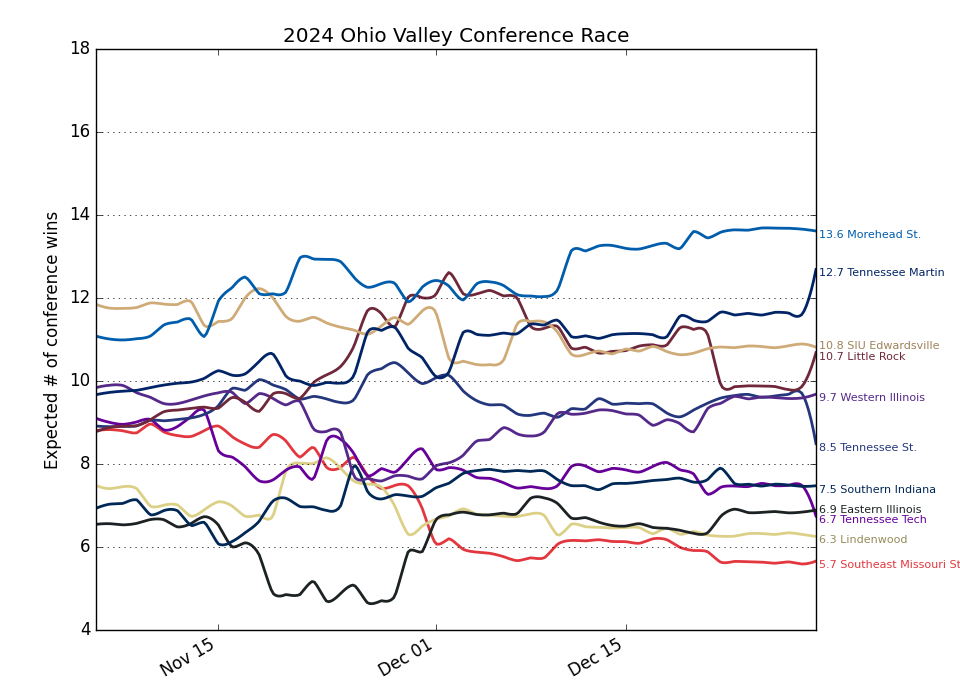 2024 Ohio Valley Conference Race
Expected # of conference wins
18
16
14
12
10
8
6
4
Nov 15
Dec 01
Dec 15
13.6 Morehead St.
12.7 Tennessee Martin
10.8 SIU Edwardsville
10.7 Little Rock
9.7 Western Illinois
8.5 Tennessee St.
7.5 Southern Indiana
6.9 Eastern Illinois
6.7 Tennessee Tech
6.3 Lindenwood
5.7 Southeast Missouri St